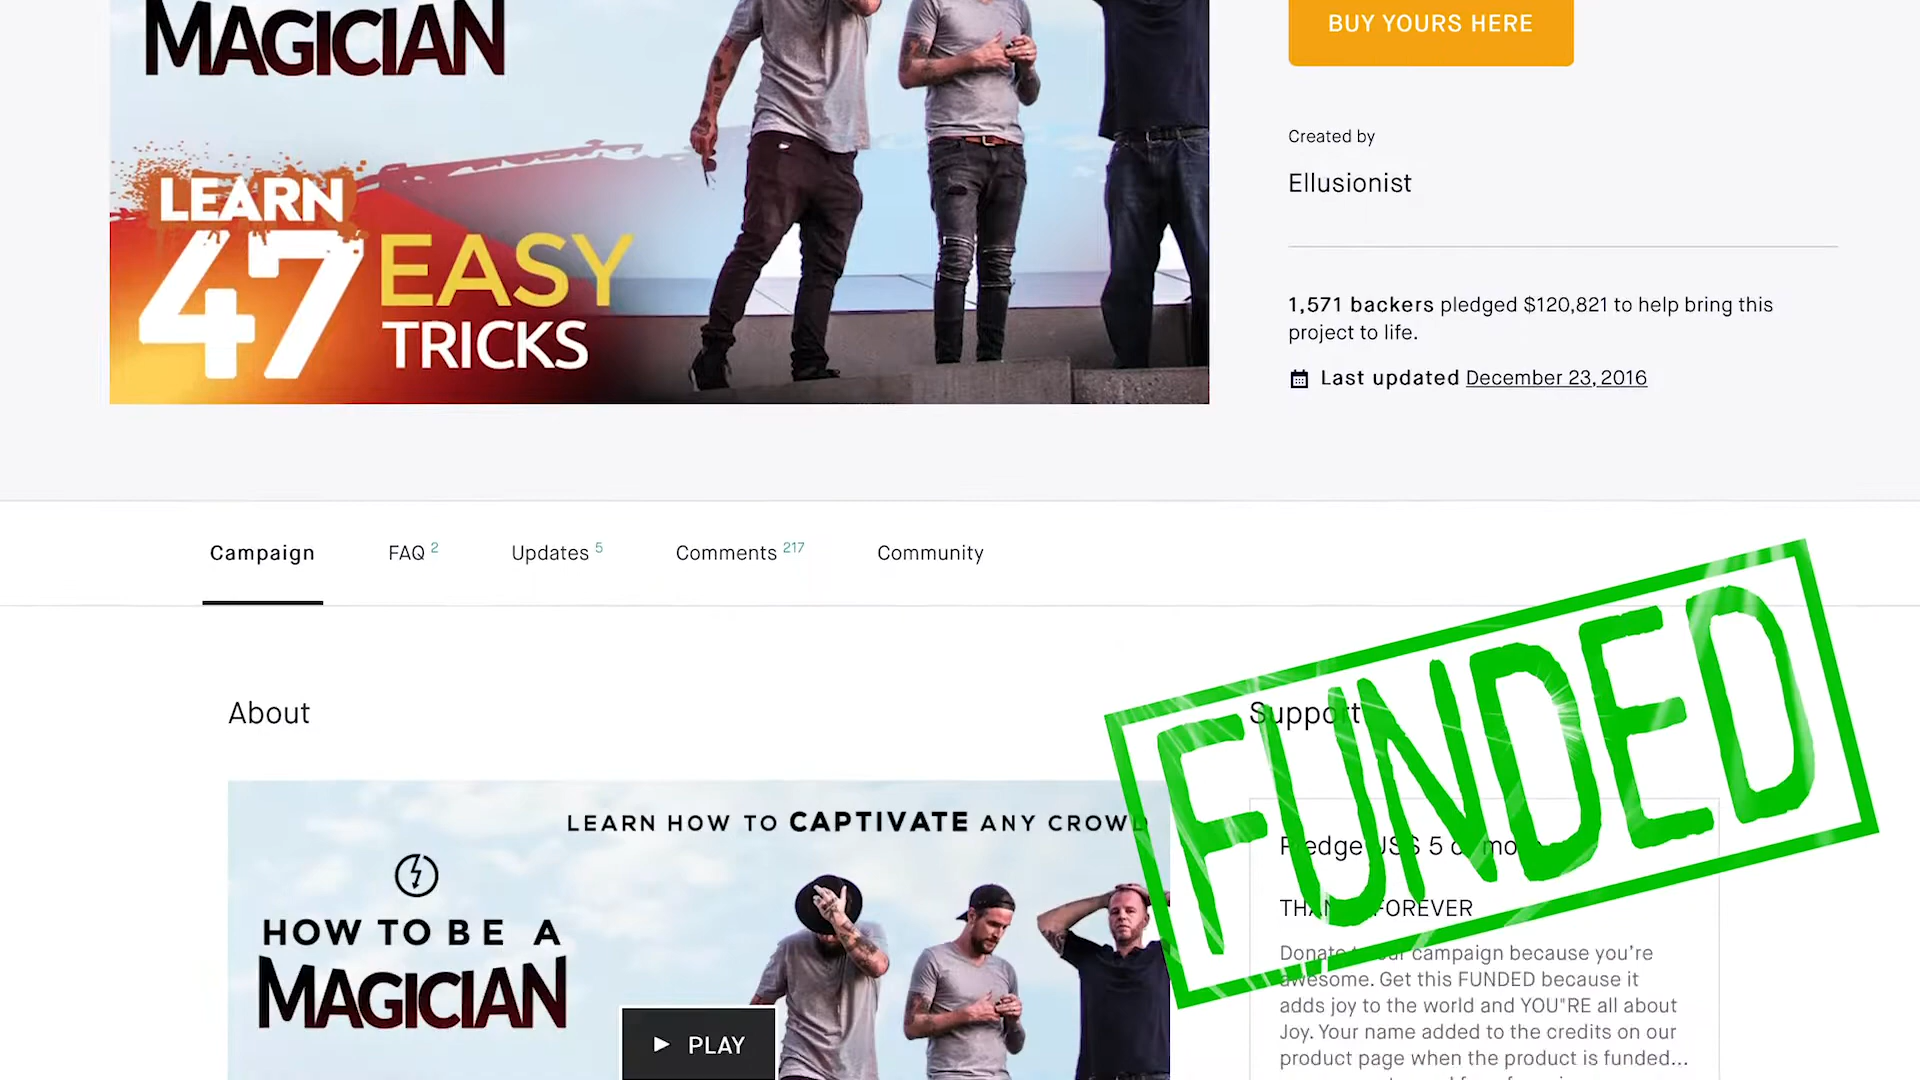 MAGICIAN
LEARN
47 EASY
TRICKS
BUY YOURS HERE
Created by
Ellusionist
1,571 backers pledged $120,821 to help bring this
project to life.
Last updated December 23, 2016
Campaign
FAQ 2
Updates 5
Comments 217
Community
About
Support
FUNDED
LEARN HOW TO CAPTIVATE ANY CROWD
HOW TO BE A
MAGICIAN
PLAY
Pledge US$ 5 or more
FOREVER
Donate campaign because you’re
awesome. Get this FUNDED because it
adds joy to the world and YOU"RE all about
Joy. Your name added to the credits on our
product page when the product is funded...